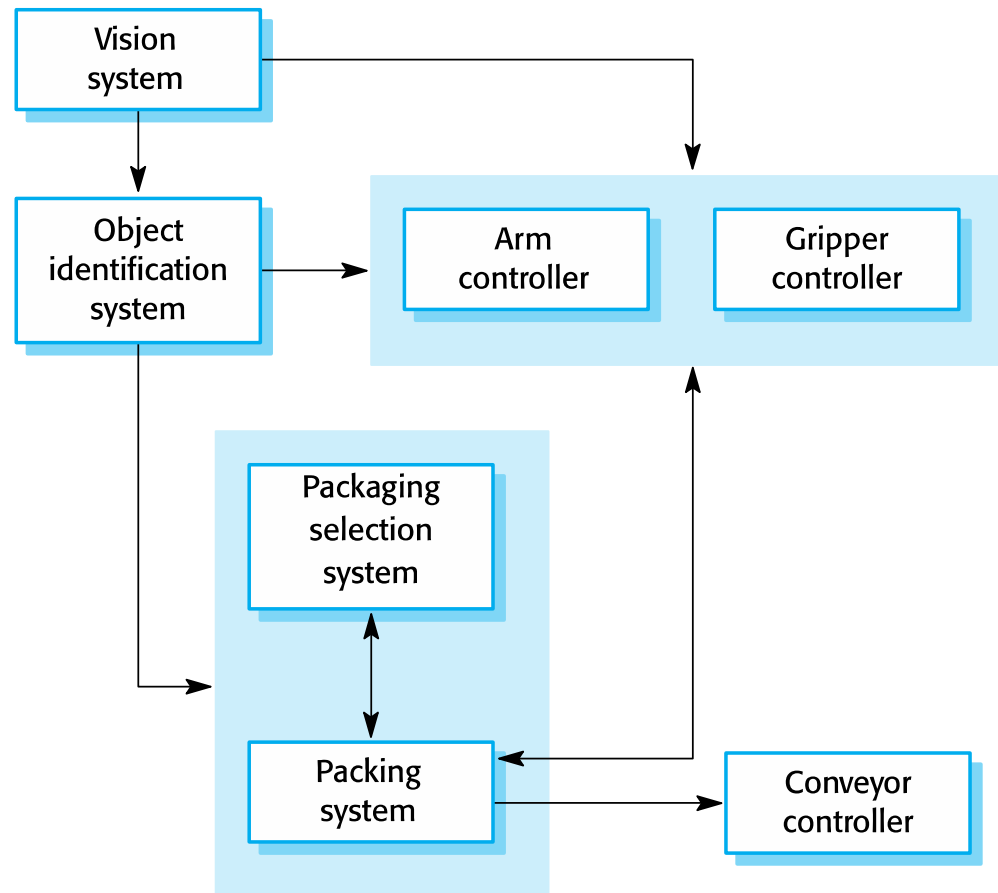 Vision
system
Object
identification
system
Arm
controller
Gripper
controller
Packaging
selection
system
Packing
system
Conveyor
controller